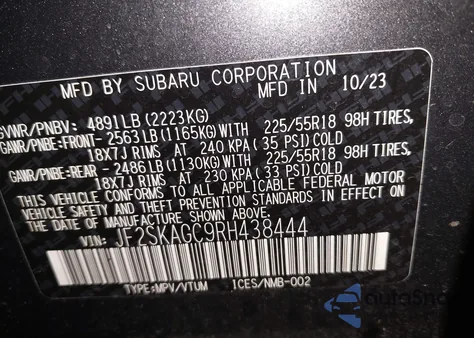 MFD BY SUBARU CORPORATION IN 10/23
GVWR/PNBV: 4891LB (2223KG)
GAWR/PNBE:FRONT- 2563LB(1165KG)WITH 225/55R18 98H TIRES,
18X7J RIMS AT 240 KPA (35 PSI)COLD
GAWR/PNBE:REAR - 2486LB(1130KG)WITH 225/55R18 98H TIRES,
18X7J RIMS AT 230 KPA (33 PSI)COLD
THIS VEHICLE CONFORMS TO ALL APPLICABLE FEDERAL MOTOR
VEHICLE SAFETY AND BUMPER STANDARDS IN EFFECT ON
THE DATE OF MANUFACTURE SHOWN ABOVE.
VIN: JF2SKAGC9RH438444
TYPE:MPV/VTUM ICES/NMB-002